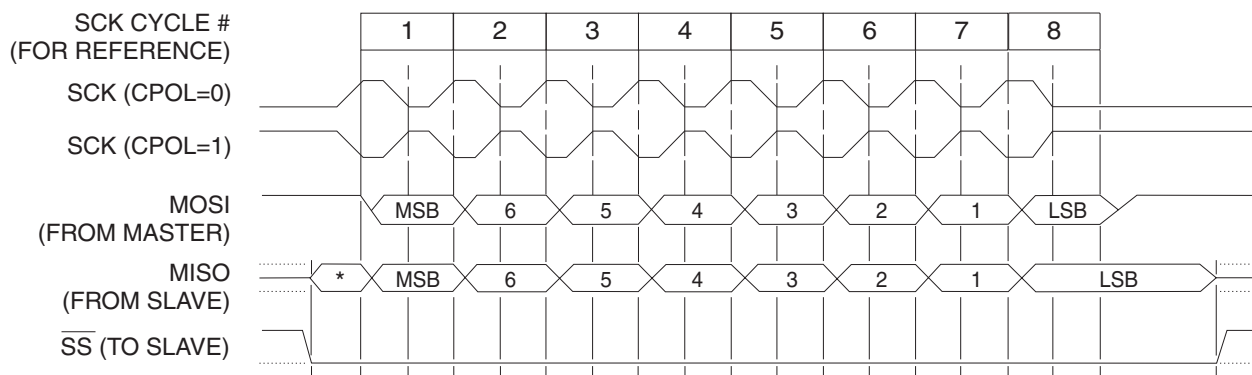 SCK CYCLE #
(FOR REFERENCE)
1 2 3 4 5 6 7 8
SCK (CPOL=0)
SCK (CPOL=1)
MOSI
(FROM MASTER)
MSB 6 5 4 3 2 1 LSB
MISO
(FROM SLAVE)
* MSB 6 5 4 3 2 1 LSB
S̅S̅ (TO SLAVE)